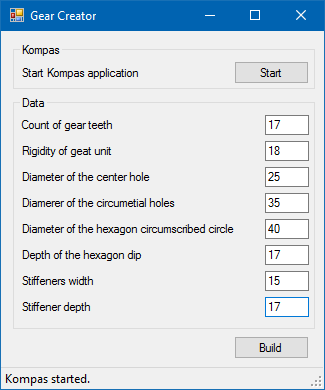 Gear Creator
Kompas
Start Kompas application Start
Data
Count of gear teeth 17
Rigidity of geat unit 18
Diameter of the center hole 25
Diamerer of the circumetial holes 35
Diameter of the hexagon circumscribed circle 40
Depth of the hexagon dip 17
Stiffeners width 15
Stiffener depth 17
Build
Kompas started.